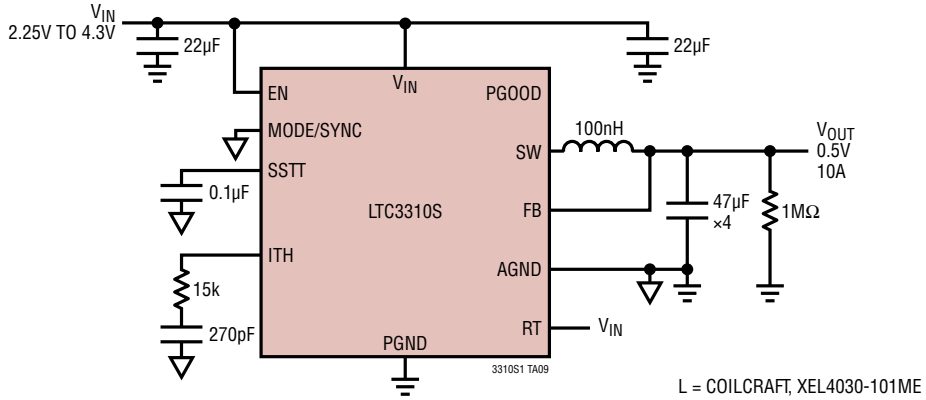 VIN
2.25V TO 4.3V
22µF
22µF
VIN
EN
PGOOD
MODE/SYNC
100nH
SW
VOUT
0.5V
10A
SSTT
0.1µF
LTC3310S
FB
47µF
×4
1MΩ
ITH
AGND
15k
270pF
RT
VIN
PGND
3310S1 TA09
L = COILCRAFT, XEL4030-101ME